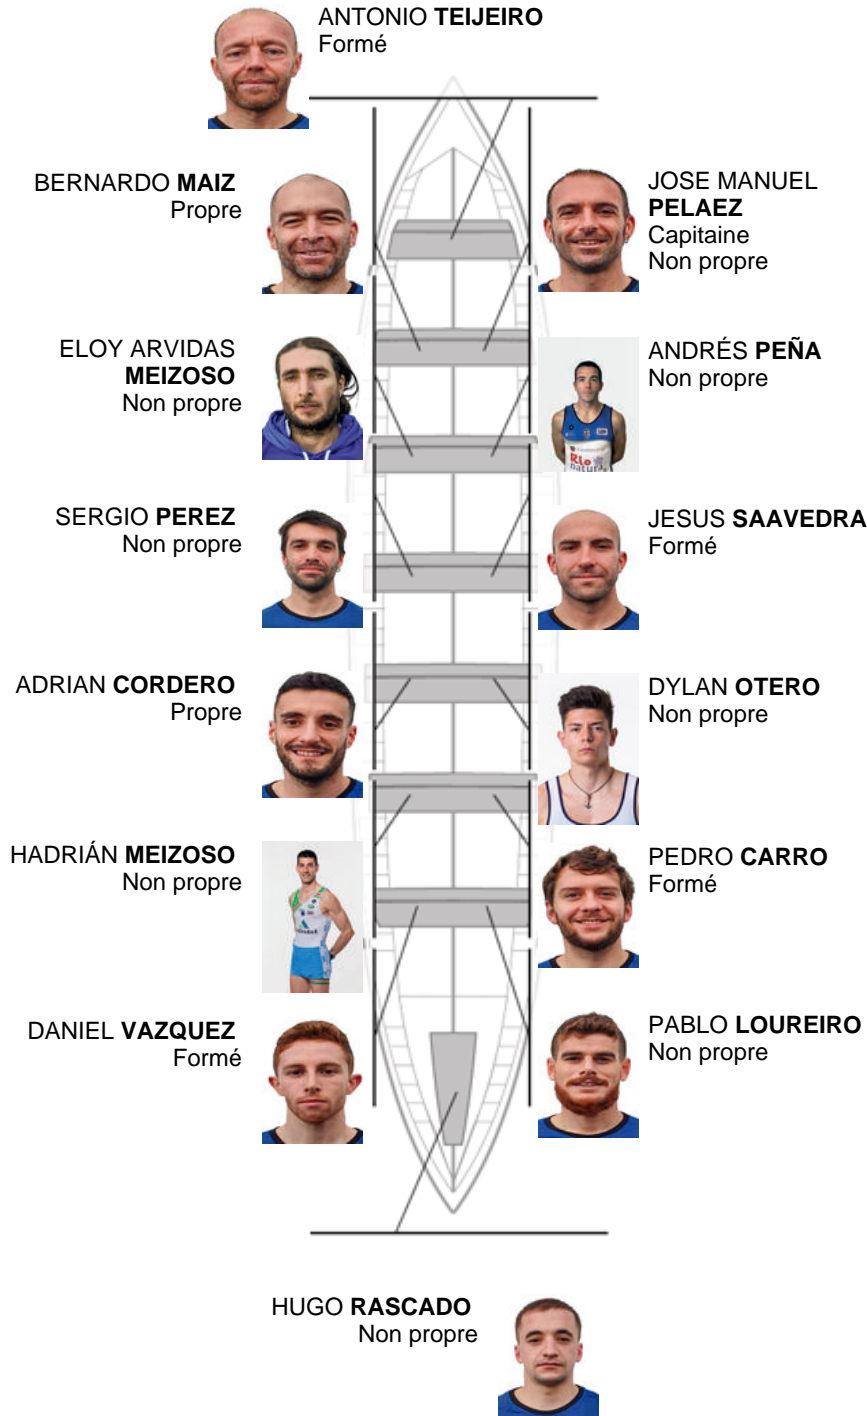 ANTONIO TEIJEIRO
Formé
BERNARDO MAIZ
Propre
JOSE MANUEL
PELAEZ
Capitaine
Non propre
ELOY ARVIDAS
MEIZOSO
Non propre
ANDRÉS PEÑA
Non propre
Río
natura
SERGIO PEREZ
Non propre
JESUS SAAVEDRA
Formé
ADRIAN CORDERO
Propre
DYLAN OTERO
Non propre
HADRIÁN MEIZOSO
Non propre
PEDRO CARRO
Formé
DANIEL VAZQUEZ
Formé
PABLO LOUREIRO
Non propre
HUGO RASCADO
Non propre